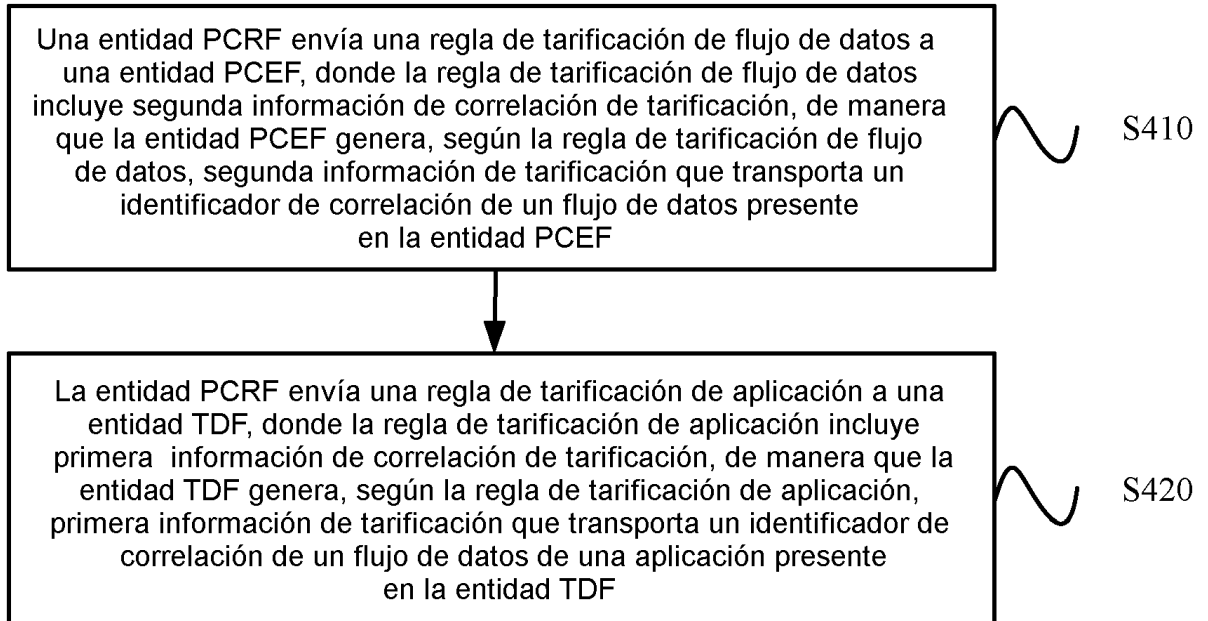 Una entidad PCRF envía una regla de tarificación de flujo de datos a
una entidad PCEF, donde la regla de tarificación de flujo de datos
incluye segunda información de correlación de tarificación, de manera
que la entidad PCEF genera, según la regla de tarificación de flujo
de datos, segunda información de tarificación que transporta un
identificador de correlación de un flujo de datos presente
en la entidad PCEF
S410
La entidad PCRF envía una regla de tarificación de aplicación a una
entidad TDF, donde la regla de tarificación de aplicación incluye
primera información de correlación de tarificación, de manera que la
entidad TDF genera, según la regla de tarificación de aplicación,
primera información de tarificación que transporta un identificador de
correlación de un flujo de datos de una aplicación presente
en la entidad TDF
S420